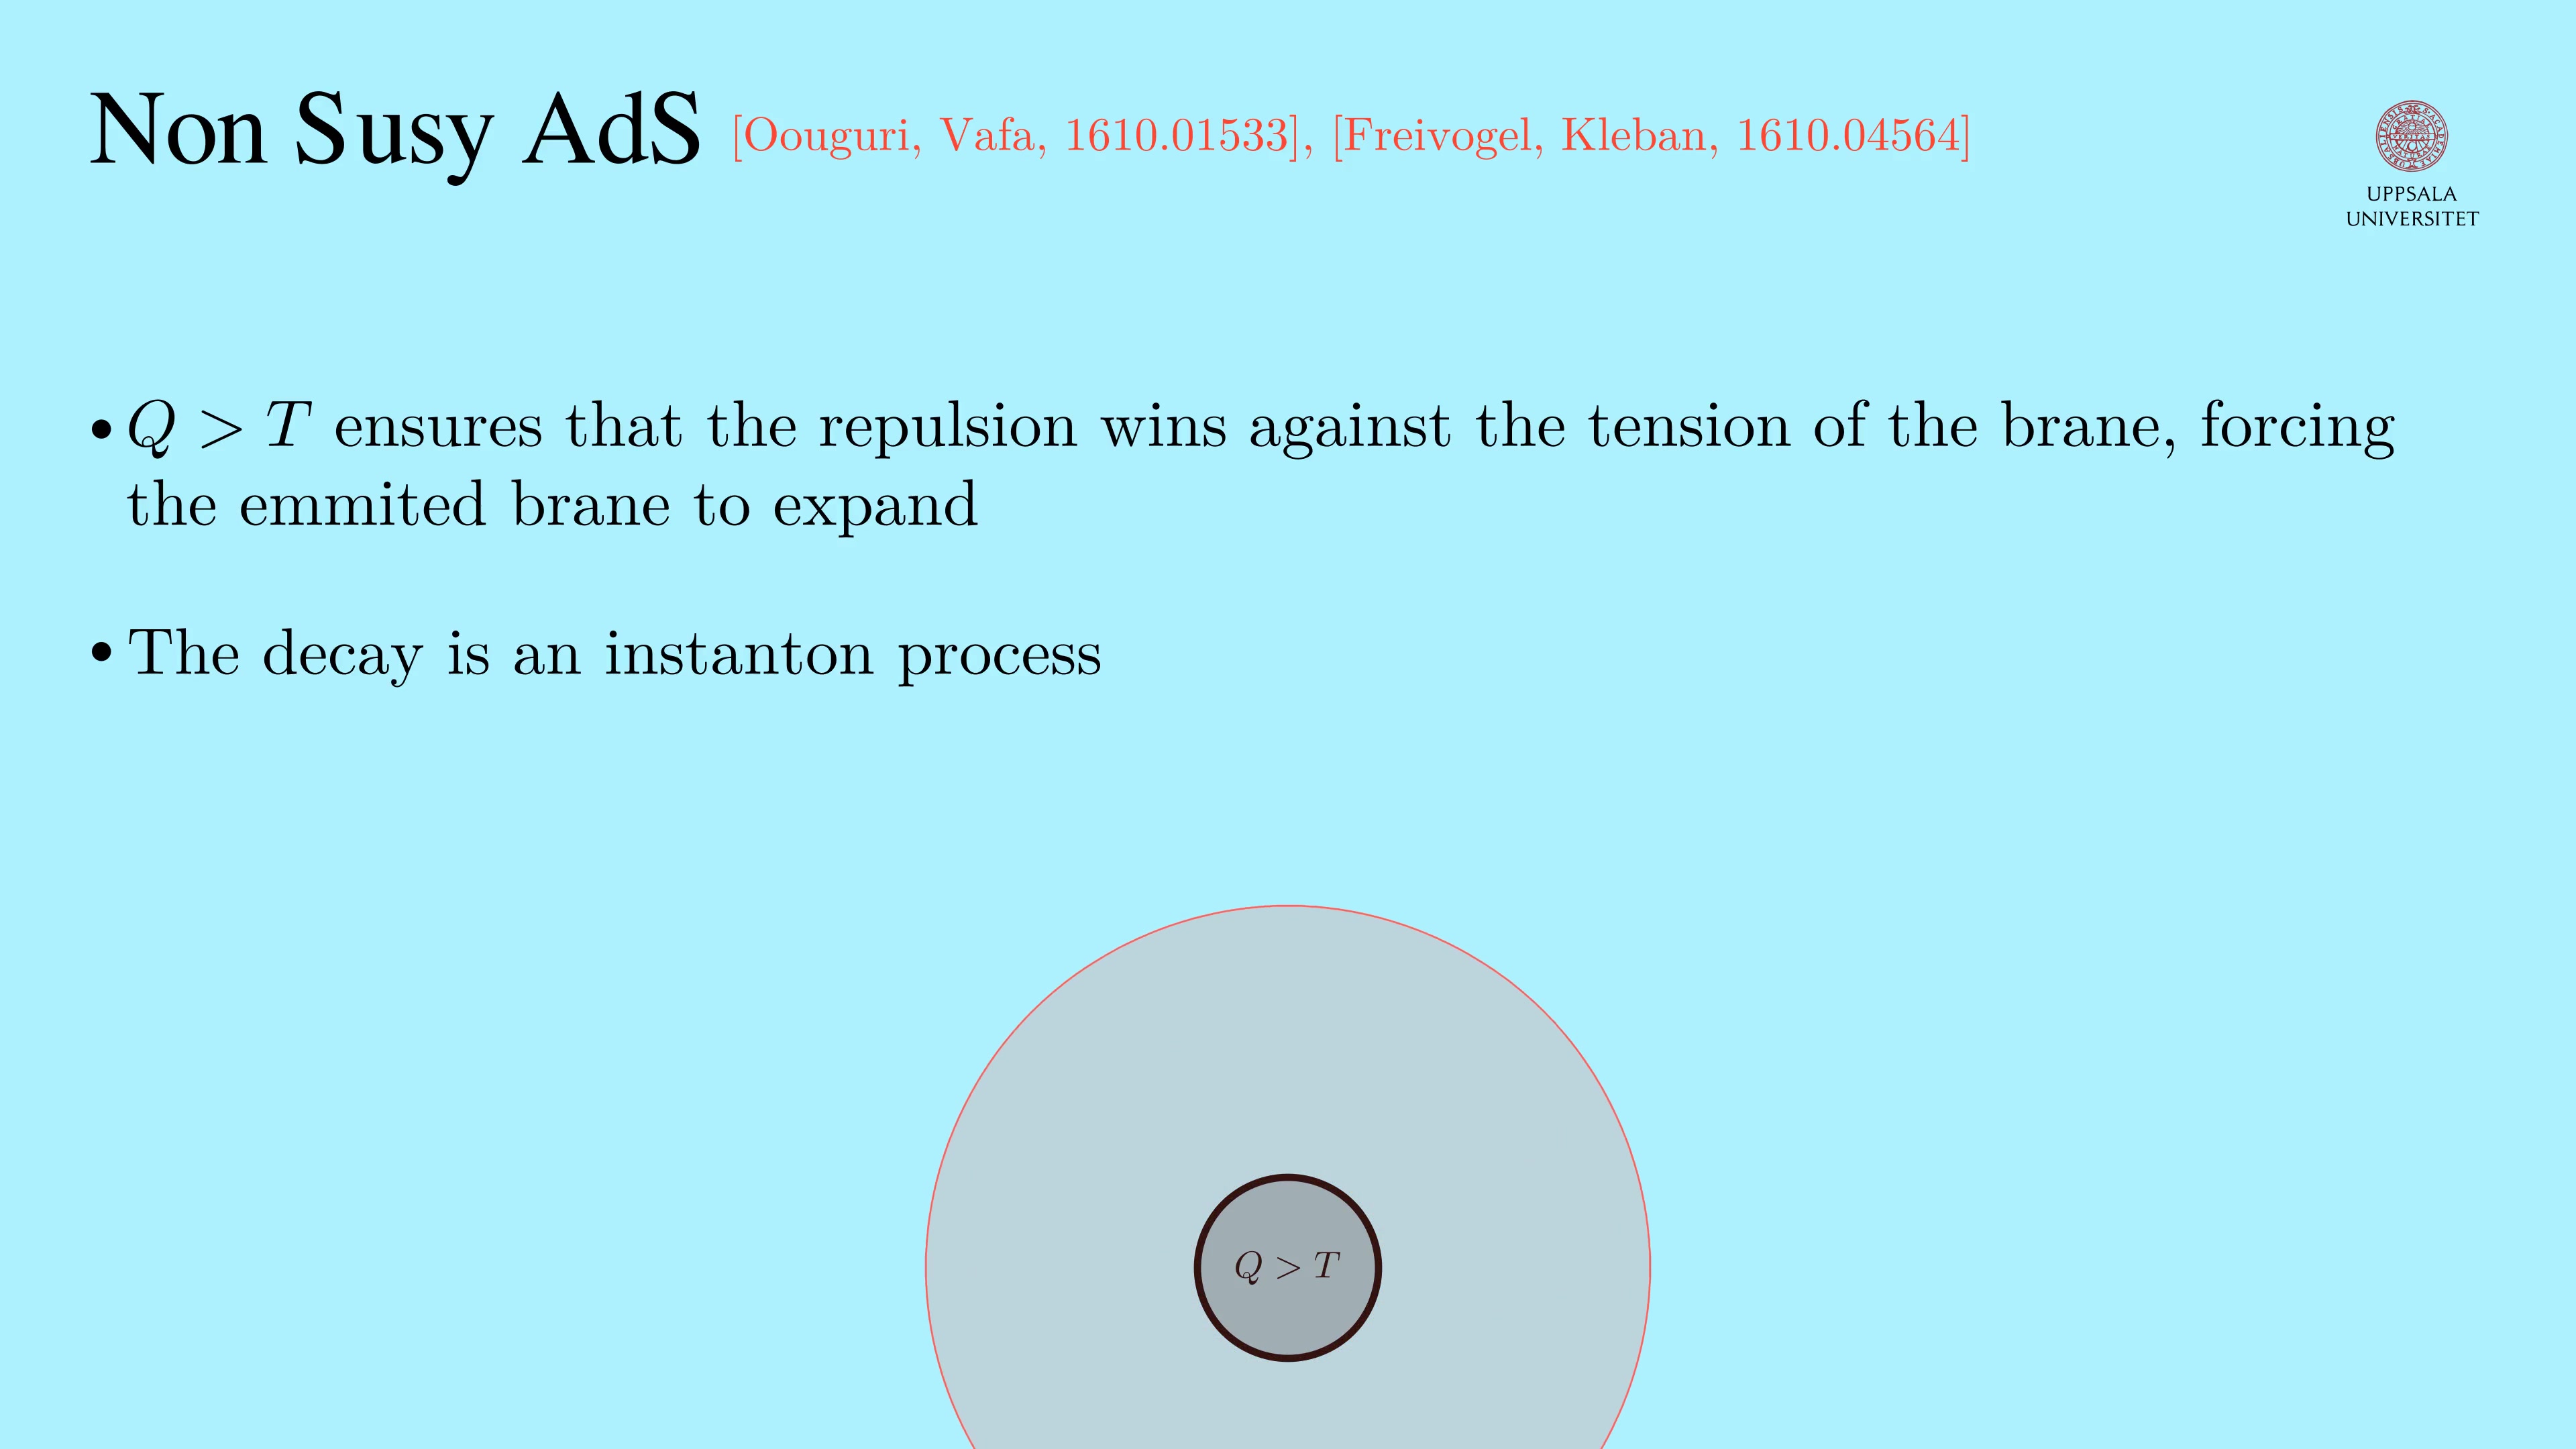 Non Susy AdS [Oouguri, Vafa, 1610.01533], [Freivogel, Kleban, 1610.04564]
UPPSALA
UNIVERSITET
• Q > T ensures that the repulsion wins against the tension of the brane, forcing
the emmited brane to expand
• The decay is an instanton process
Q > T